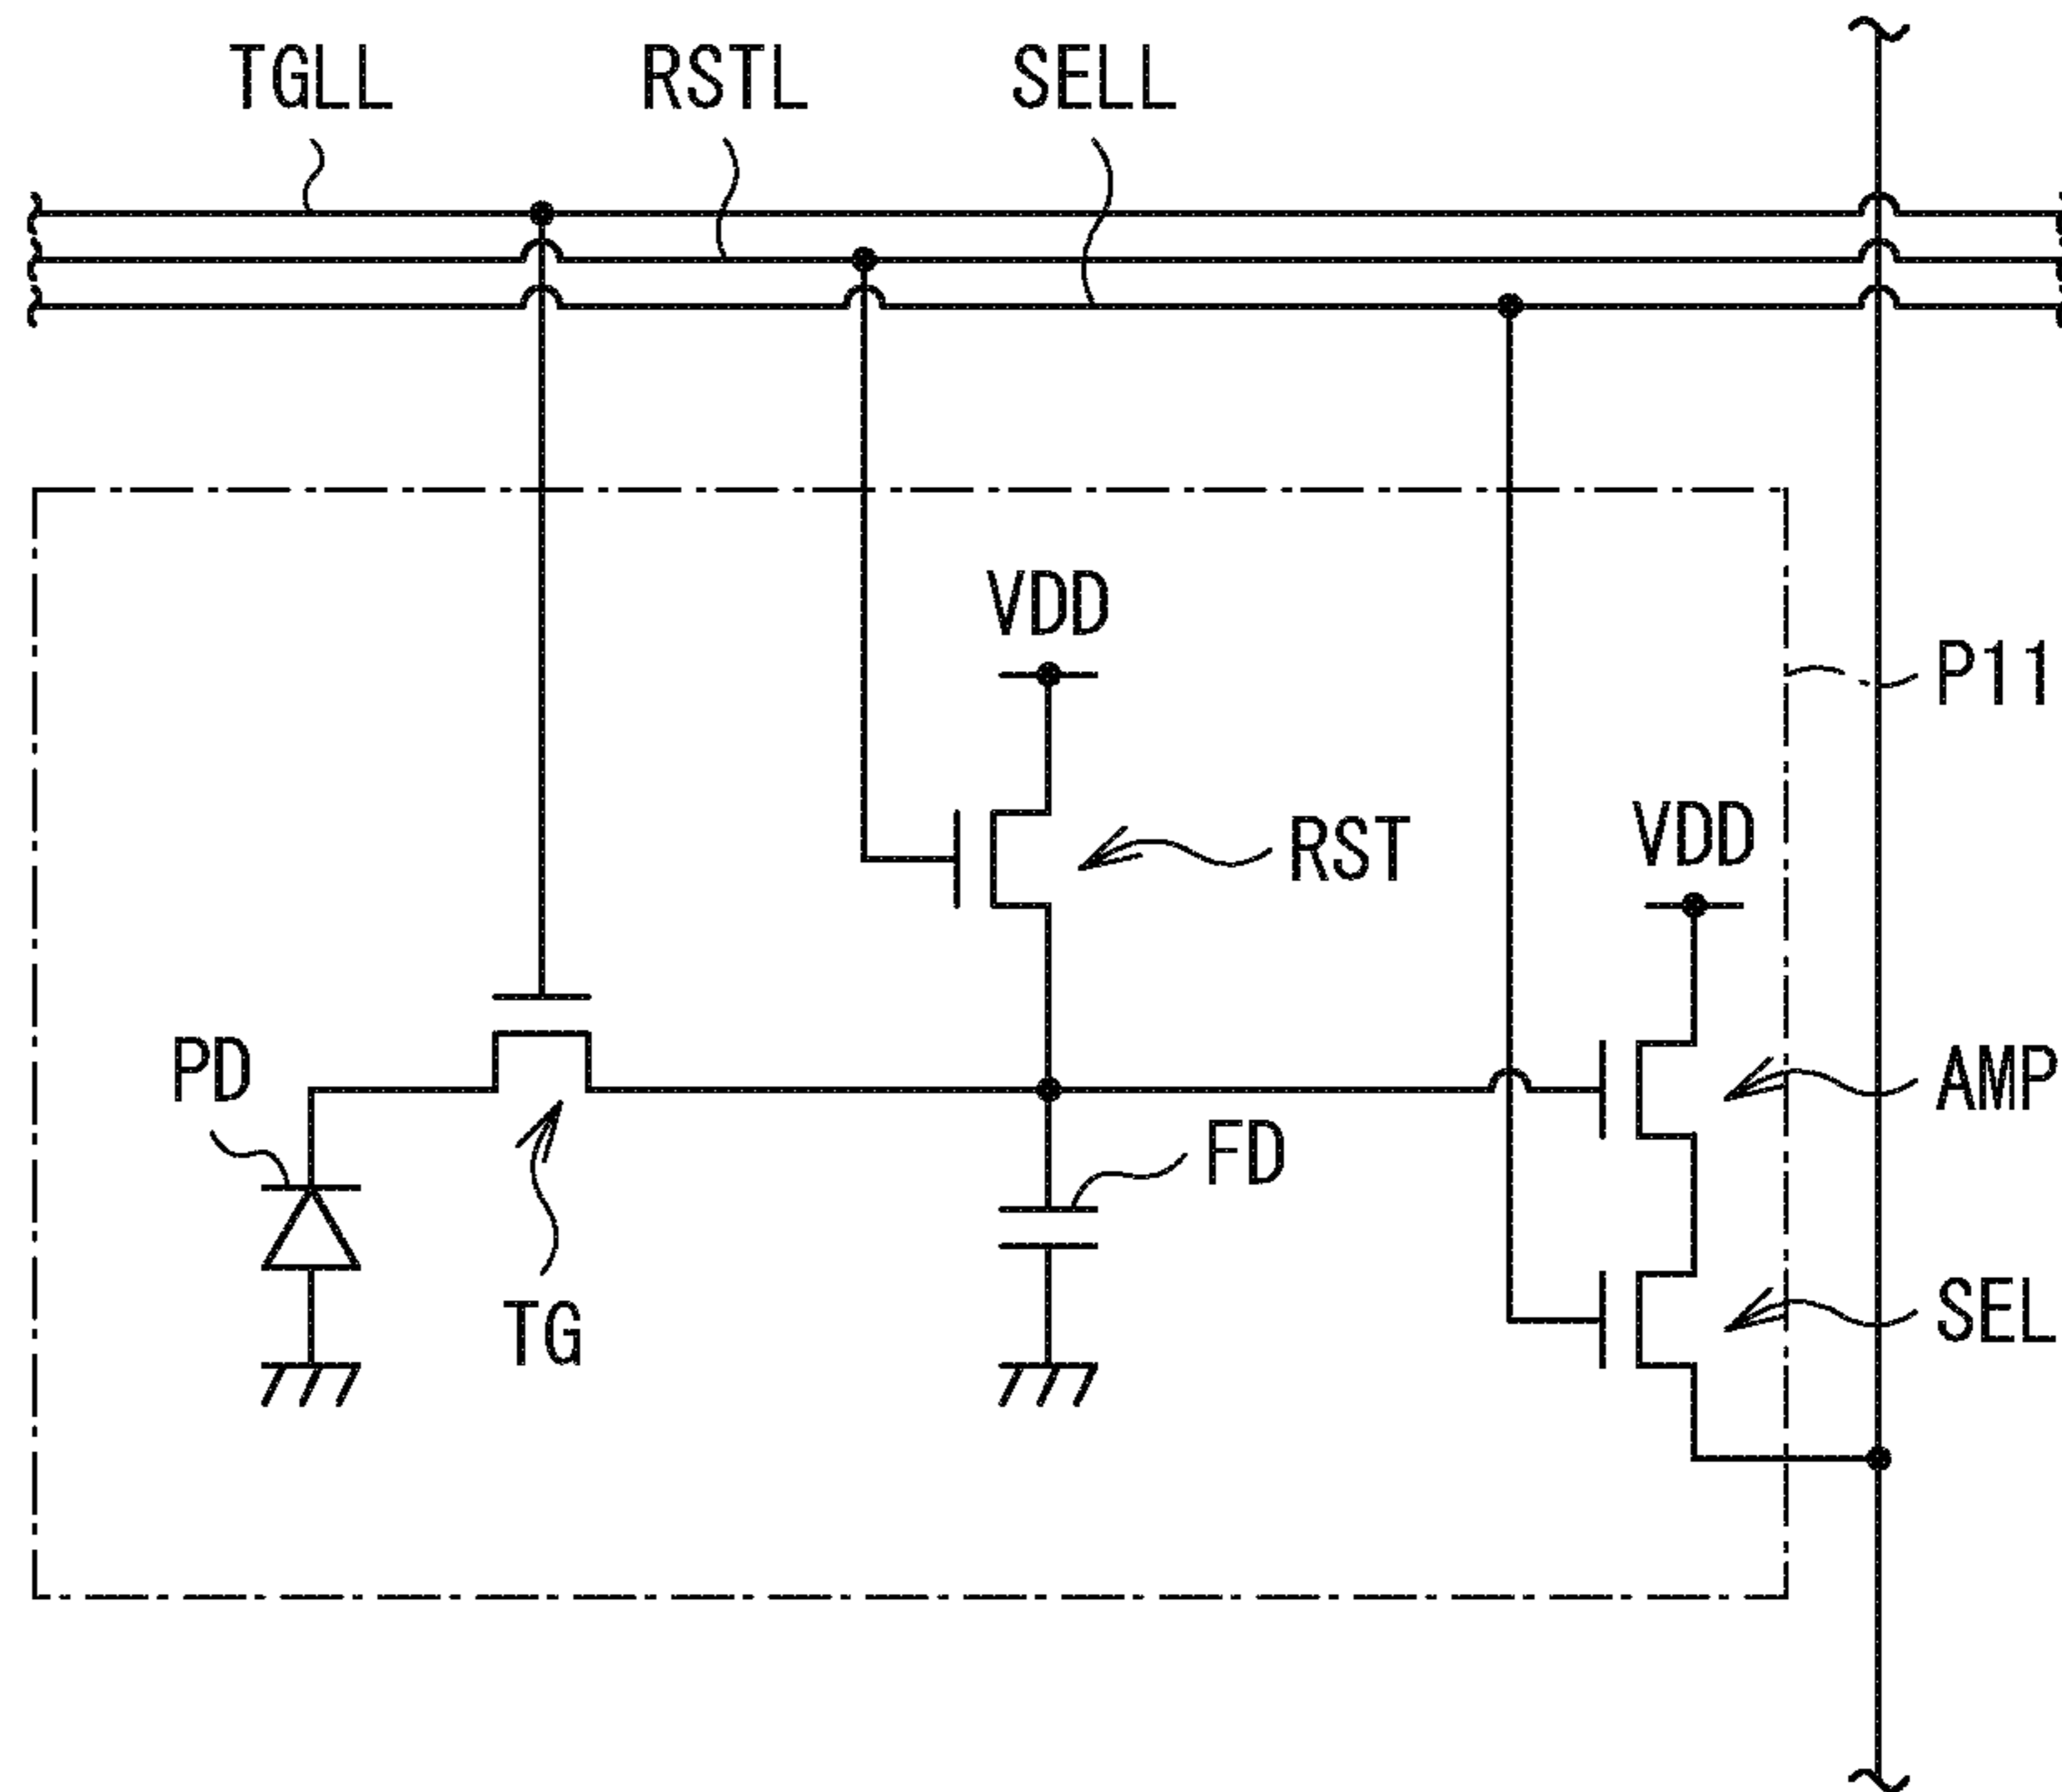 TGLL RSTL SELL
VDD
P11
RST
VDD
PD
AMP
FD
TG
SEL